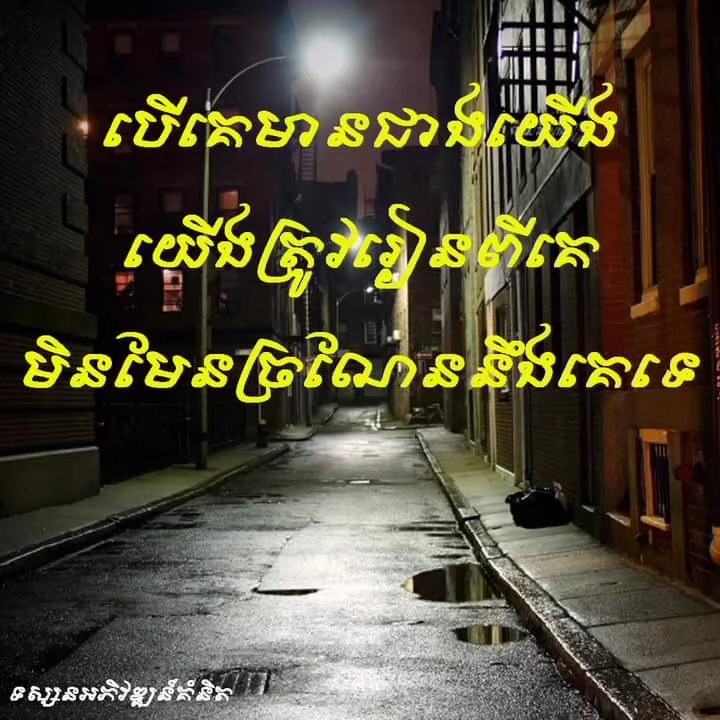 បើគេមានជាងយើង
យើងត្រូវរៀនពីគេ
មិនមែនច្រណែននឹងគេទេ
ទស្សនអភិវឌ្ឍន៍គំនិត